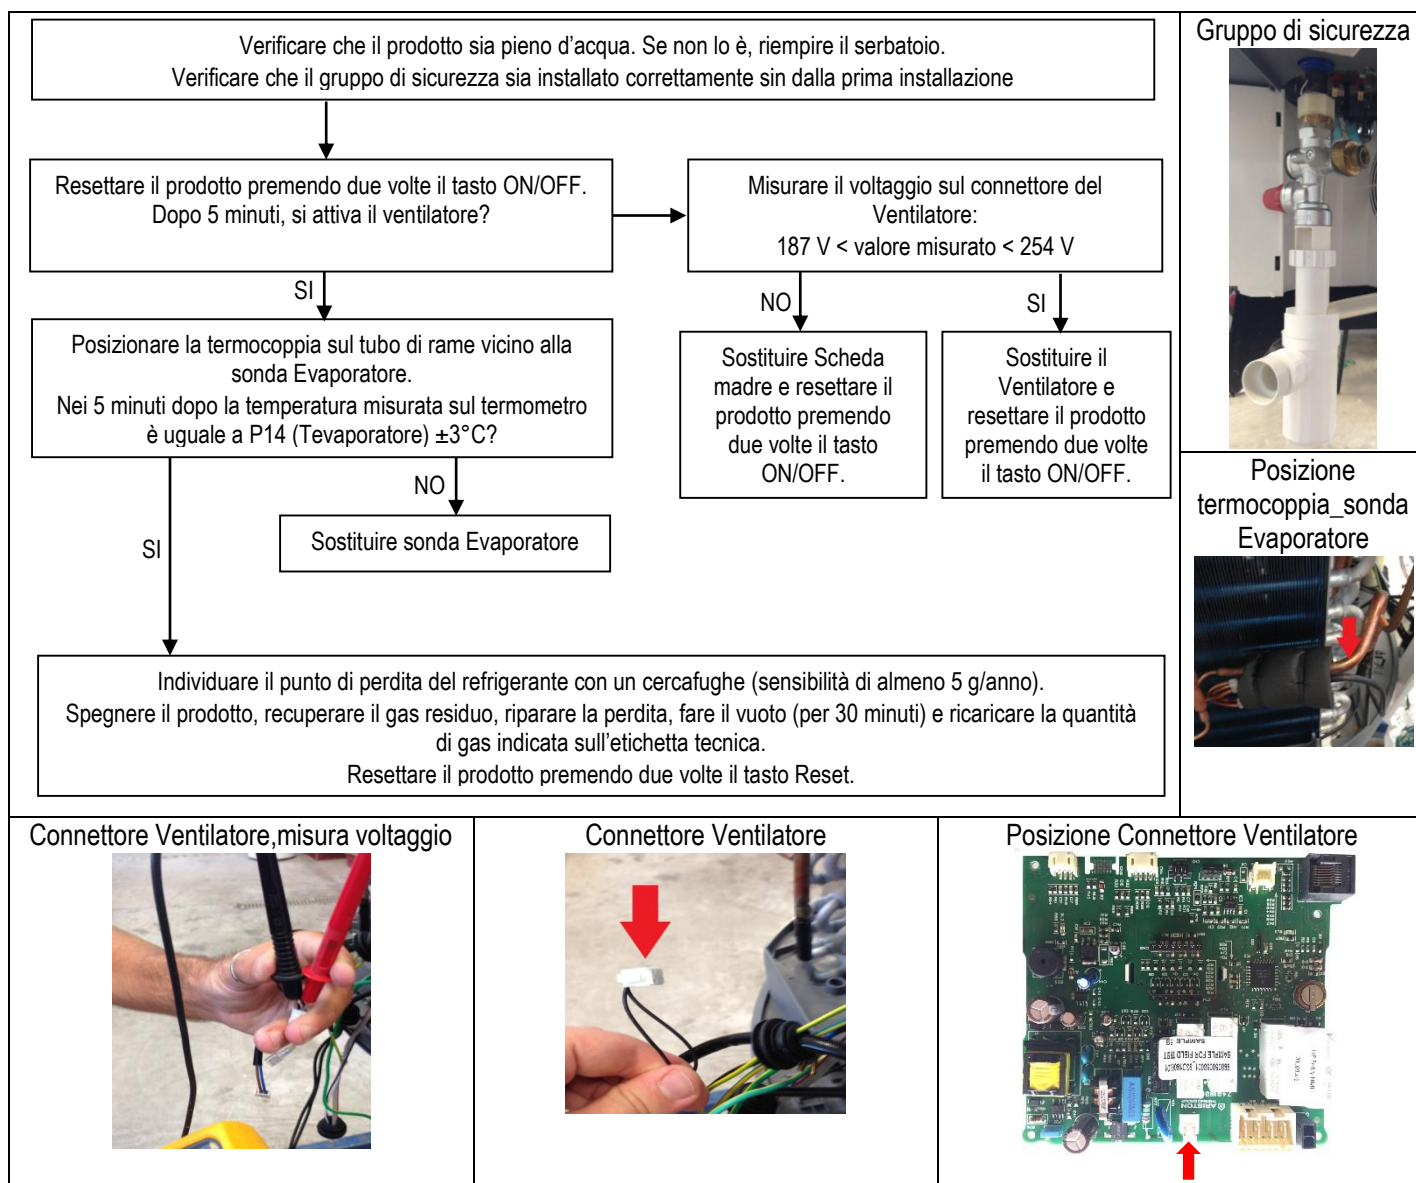 Verificare che il prodotto sia pieno d'acqua. Se non lo è, riempire il serbatoio.
Verificare che il gruppo di sicurezza sia installato correttamente sin dalla prima installazione
Resettare il prodotto premendo due volte il tasto ON/OFF.
Dopo 5 minuti, si attiva il ventilatore?
Misurare il voltaggio sul connettore del
Ventilatore:
187 V < valore misurato < 254 V
SI
NO
SI
Posizionare la termocoppia sul tubo di rame vicino alla
sonda Evaporatore.
Nei 5 minuti dopo la temperatura misurata sul termometro
è uguale a P14 (Tevaporatore) ±3°C?
Sostituire Scheda
madre e resettare il
prodotto premendo
due volte il tasto
ON/OFF.
Sostituire il
Ventilatore e
resettare il prodotto
premendo due volte
il tasto ON/OFF.
NO
SI
Sostituire sonda Evaporatore
Individuare il punto di perdita del refrigerante con un cercafughe (sensibilità di almeno 5 g/anno).
Spegnere il prodotto, recuperare il gas residuo, riparare la perdita, fare il vuoto (per 30 minuti) e ricaricare la quantità
di gas indicata sull'etichetta tecnica.
Resettare il prodotto premendo due volte il tasto Reset.
Gruppo di sicurezza
Posizione
termocoppia_sonda
Evaporatore
Connettore Ventilatore,misura voltaggio
Connettore Ventilatore
Posizione Connettore Ventilatore
SAMPLE FOR FIELD TEST
ARISTON